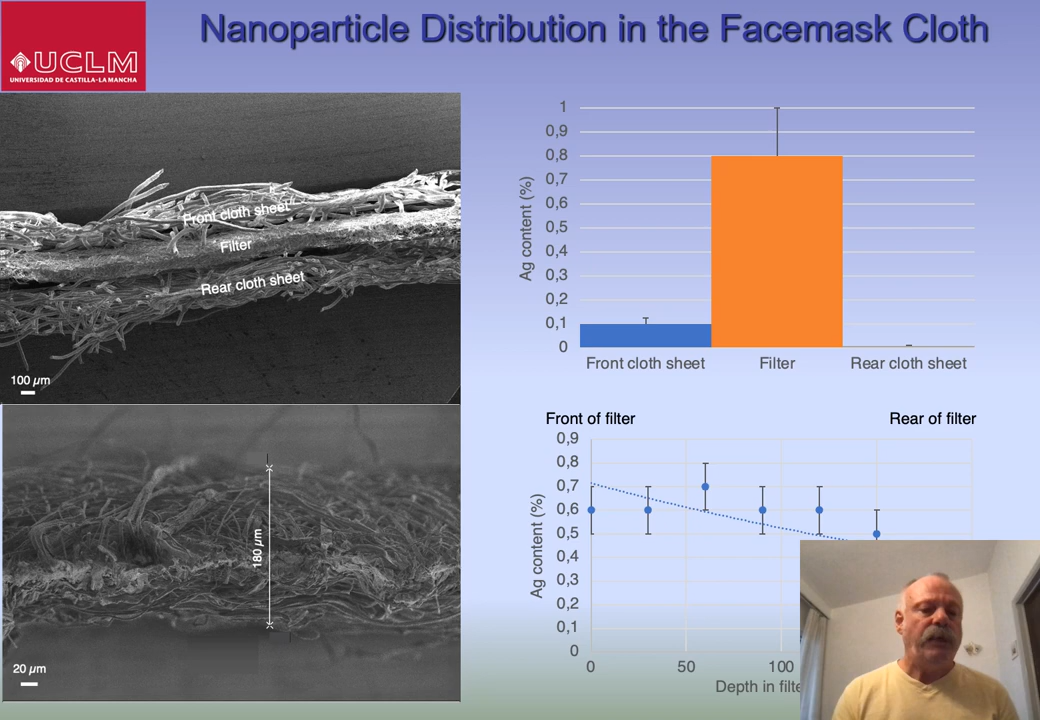 Nanoparticle Distribution in the Facemask Cloth
UCLM
UNIVERSIDAD DE CASTILLA-LA MANCHA
Front cloth sheet
Filter
Rear cloth sheet
100 µm
180 µm
20 µm
Ag content (%)
1
0,9
0,8
0,7
0,6
0,5
0,4
0,3
0,2
0,1
0
Front cloth sheet Filter Rear cloth sheet
Front of filter Rear of filter
Ag content (%)
0,9
0,8
0,7
0,6
0,5
0,4
0,3
0,2
0,1
0
0 50 100
Depth in